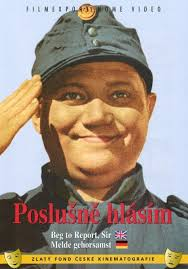 FILMEXPORT HOME VIDEO
Poslušně hlásím
Beg to Report, Sir
Melde gehorsamst
ZLATÝ FOND ČESKÉ KINEMATOGRAFIE